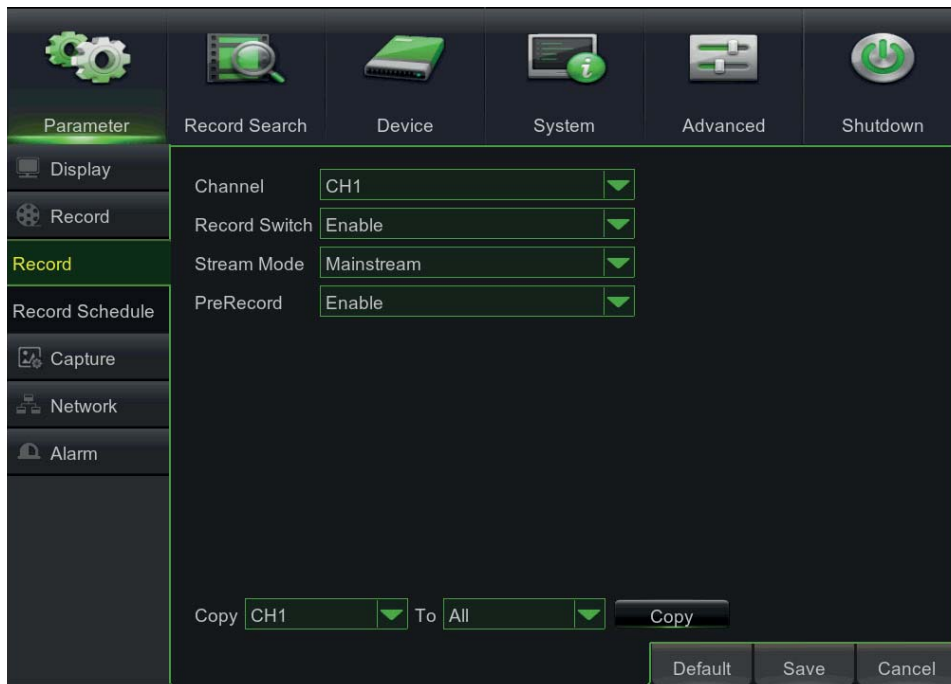 Parameter Record Search Device System Advanced Shutdown
Display
Record
Record
Record Schedule
Capture
Network
Alarm
Channel CH1
Record Switch Enable
Stream Mode Mainstream
PreRecord Enable
Copy CH1 To All Copy
Default Save Cancel